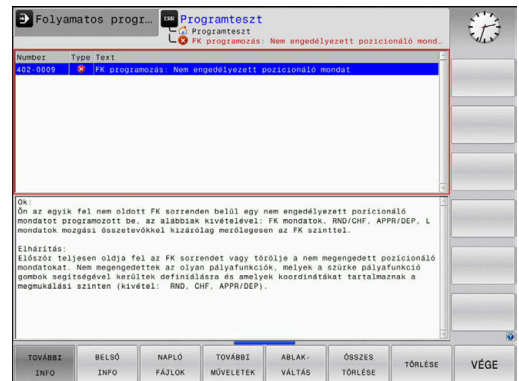 Folyamatos progr...
ERR Programteszt
Programteszt
FK programozás: Nem engedélyezett pozicionáló mond…
Number Type Text
402-0009 FK programozás: Nem engedélyezett pozicionáló mondat
Ok:
Ön az egyik fel nem oldott FK sorrenden belül egy nem engedélyezett pozícionáló
mondatot programozott be, az alábbiak kivételével: FK mondatok, RND/CHF, APPR/DEP, L
mondatok mozgási összetevőkkel kizárólag merőlegesen az FK szinttel.
Elhárítás:
Először teljesen oldja fel az FK sorrendet vagy törölje a nem megengedett pozícionáló
mondatokat. Nem megengedettek az olyan pályafunkciók, melyek a szürke pályafunkció
gombok segítségével kerültek definiálásra és amelyek koordinátákat tartalmaznak a
megmukálási szinten (kivétel: RND, CHF, APPR/DEP).
TOVÁBBI INFO
BELSŐ INFO
NAPLÓ FÁJLOK
TOVÁBBI MŰVELETEK
ABLAK- VÁLTÁS
ÖSSZES TÖRLÉSE
TÖRLÉSE
VÉGE